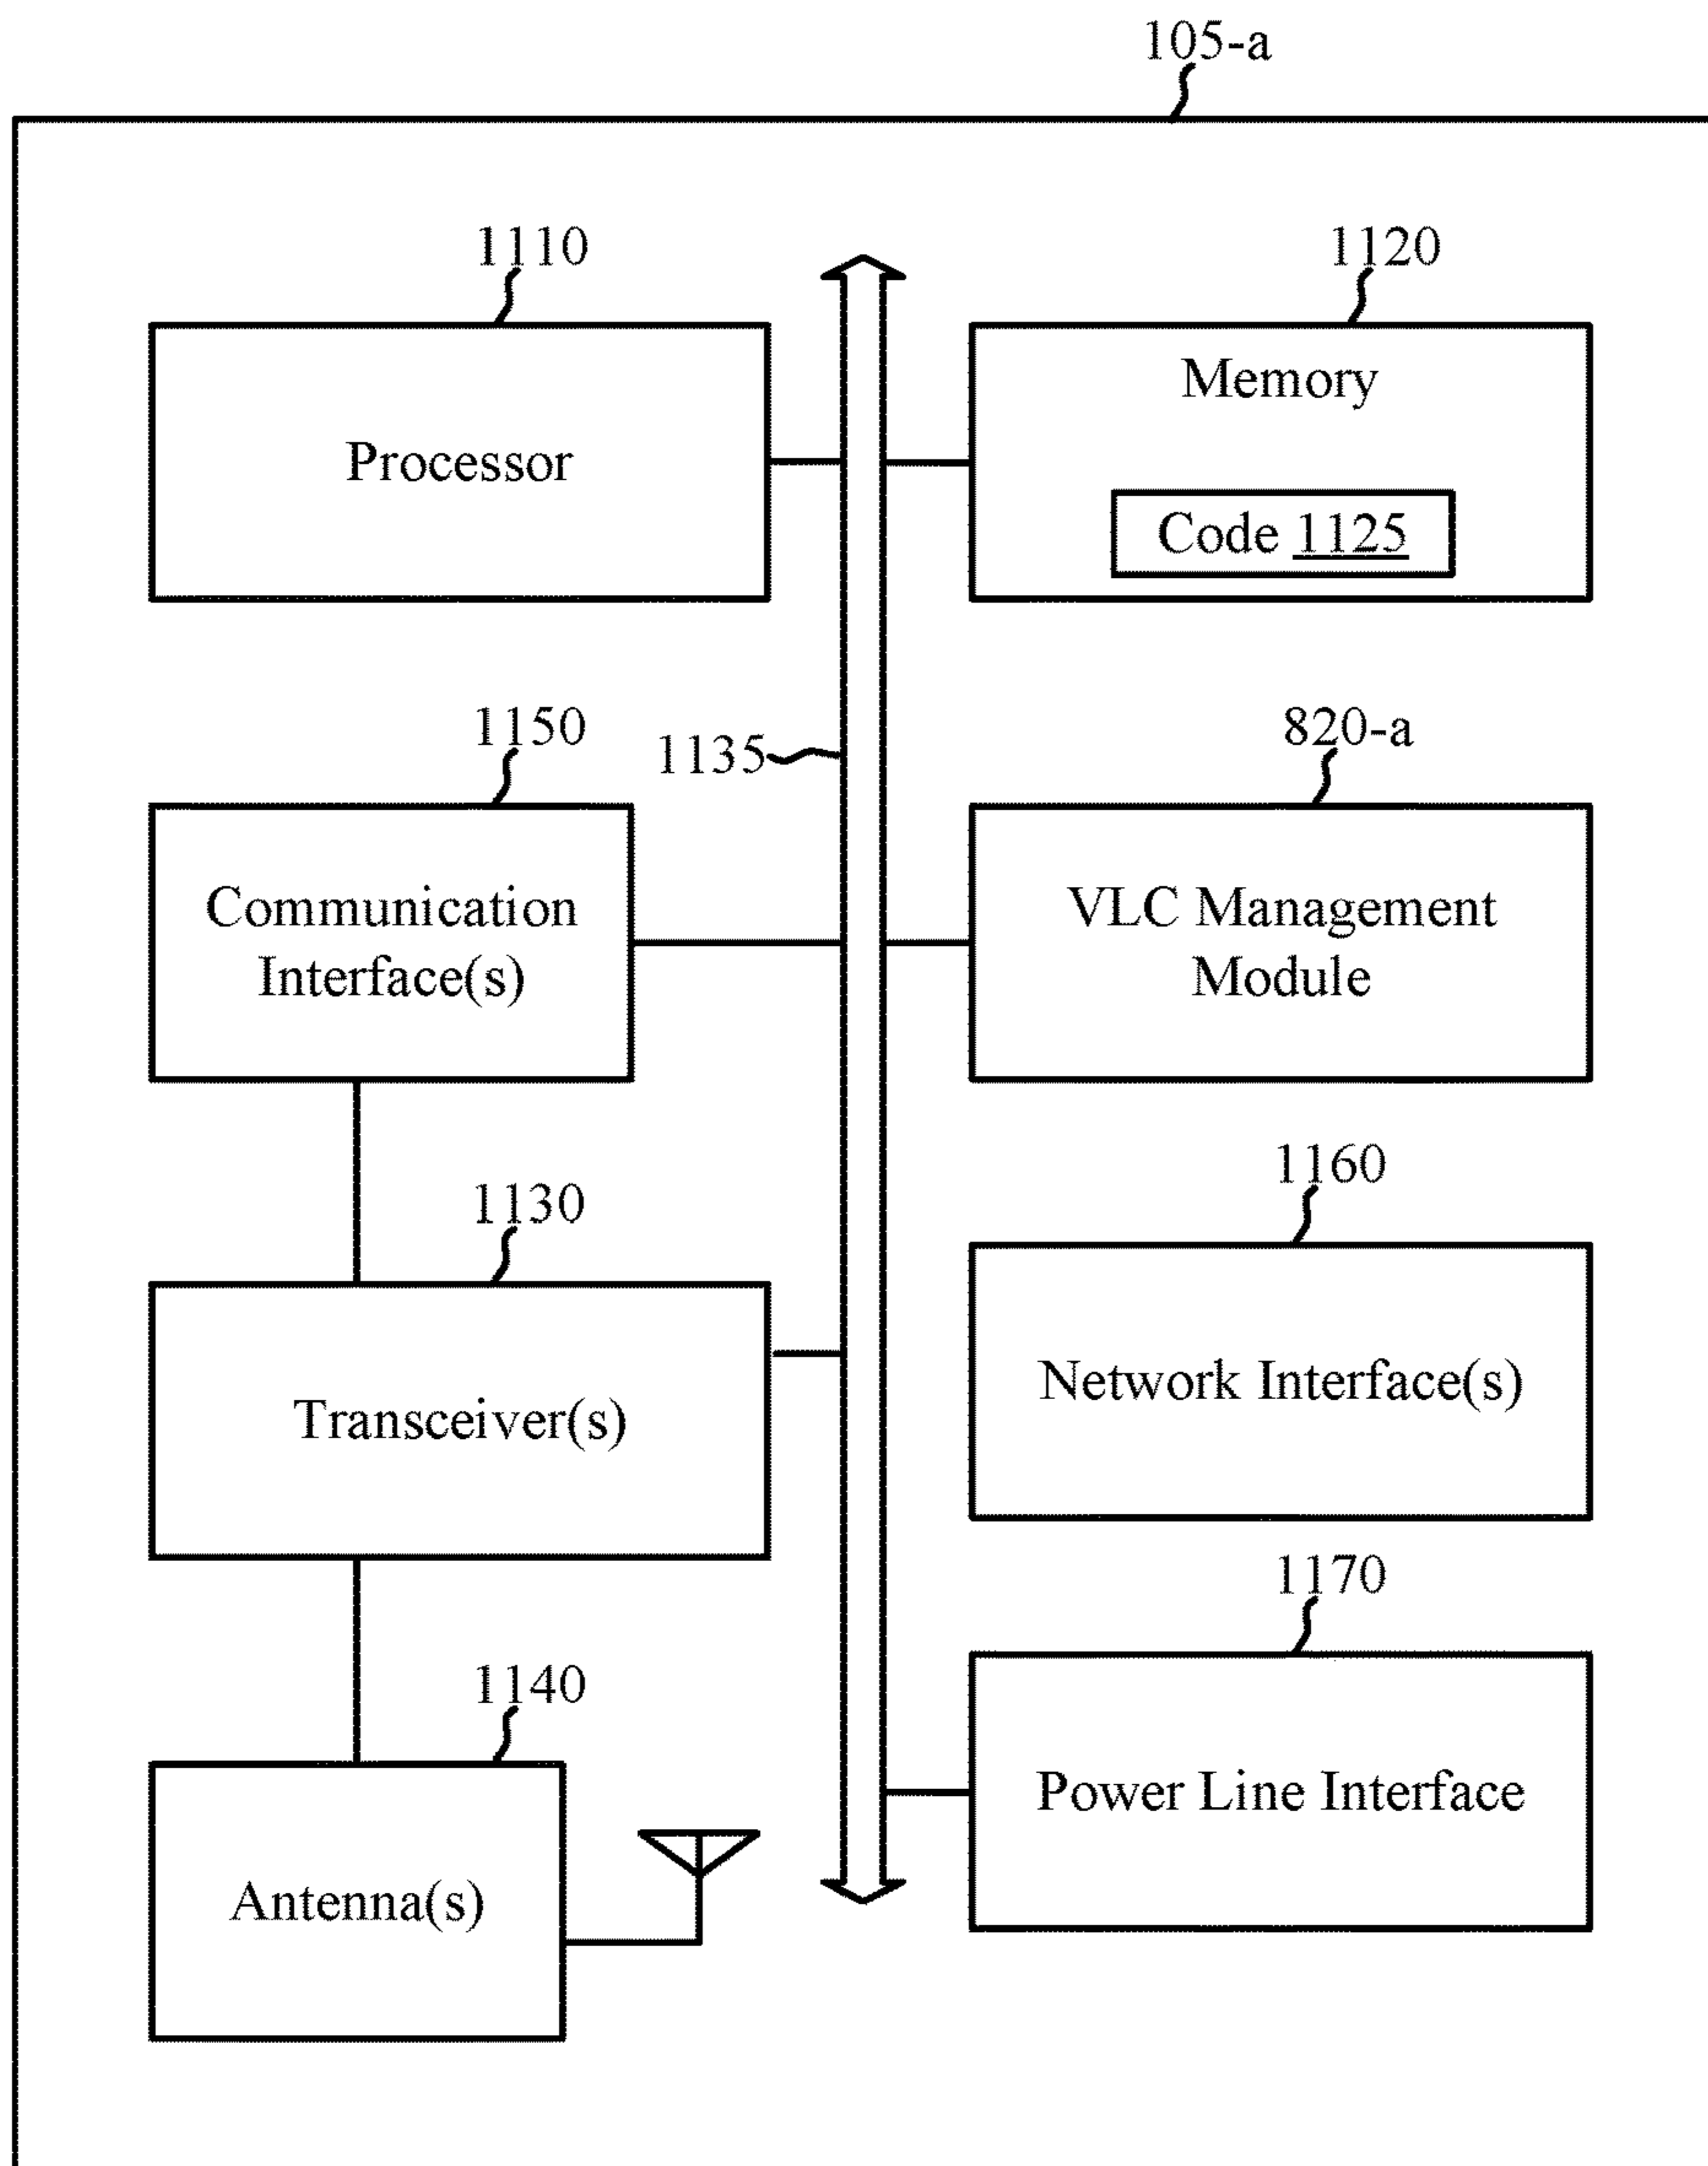 105-a
1110
1120
Processor
Memory
Code 1125
1150
1135
820-a
Communication
Interface(s)
VLC Management
Module
1130
1160
Transceiver(s)
Network Interface(s)
1140
1170
Antenna(s)
Power Line Interface